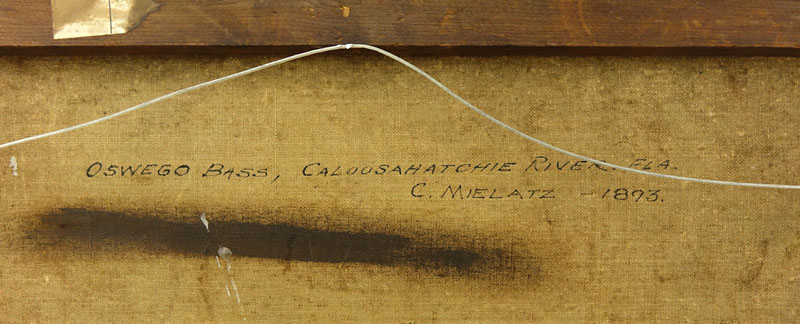 OSWEGO BASS, CALOOSAHATCHIE RIVER. FLA.
C. MIELATZ - 1893.